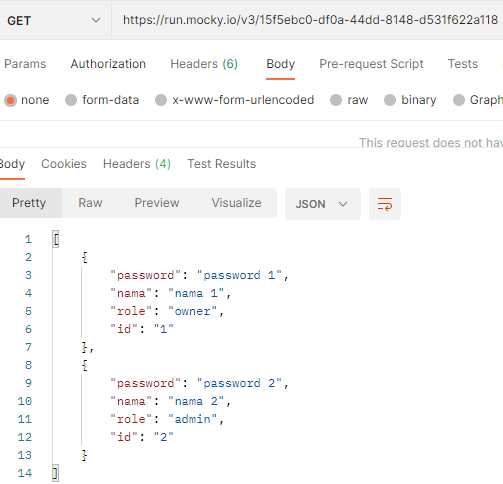 GET https://run.mocky.io/v3/15f5ebc0-df0a-44dd-8148-d531f622a118
Params Authorization Headers (6) Body Pre-request Script Tests
none form-data x-www-form-urlencoded raw binary Graph
This request does not hav
Body Cookies Headers (4) Test Results
Pretty Raw Preview Visualize JSON
1 [
2 {
3 "password": "password 1",
4 "nama": "nama 1",
5 "role": "owner",
6 "id": "1"
7 },
8 {
9 "password": "password 2",
10 "nama": "nama 2",
11 "role": "admin",
12 "id": "2"
13 }
14 ]